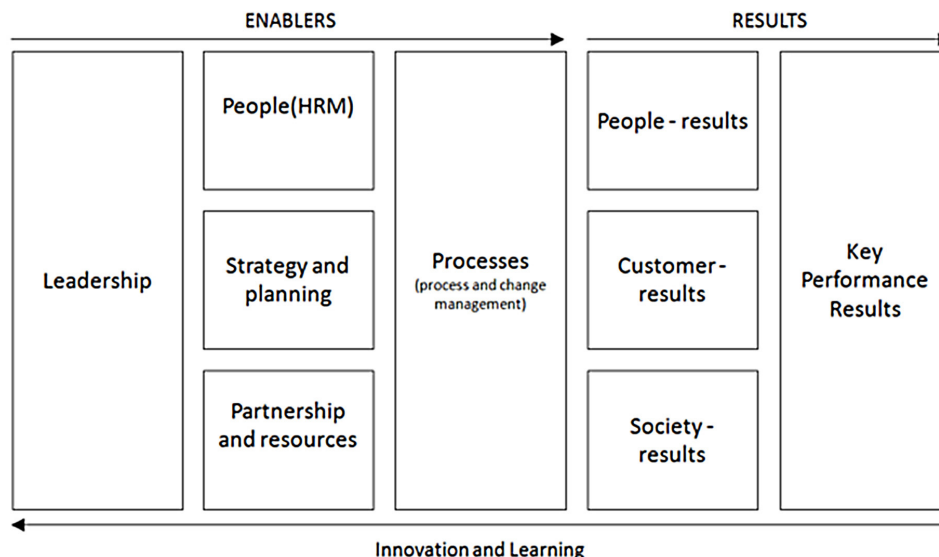 ENABLERS
RESULTS
Leadership
People(HRM)
Strategy and
planning
Partnership
and resources
Processes
(process and change
management)
People - results
Customer -
results
Society -
results
Key
Performance
Results
Innovation and Learning